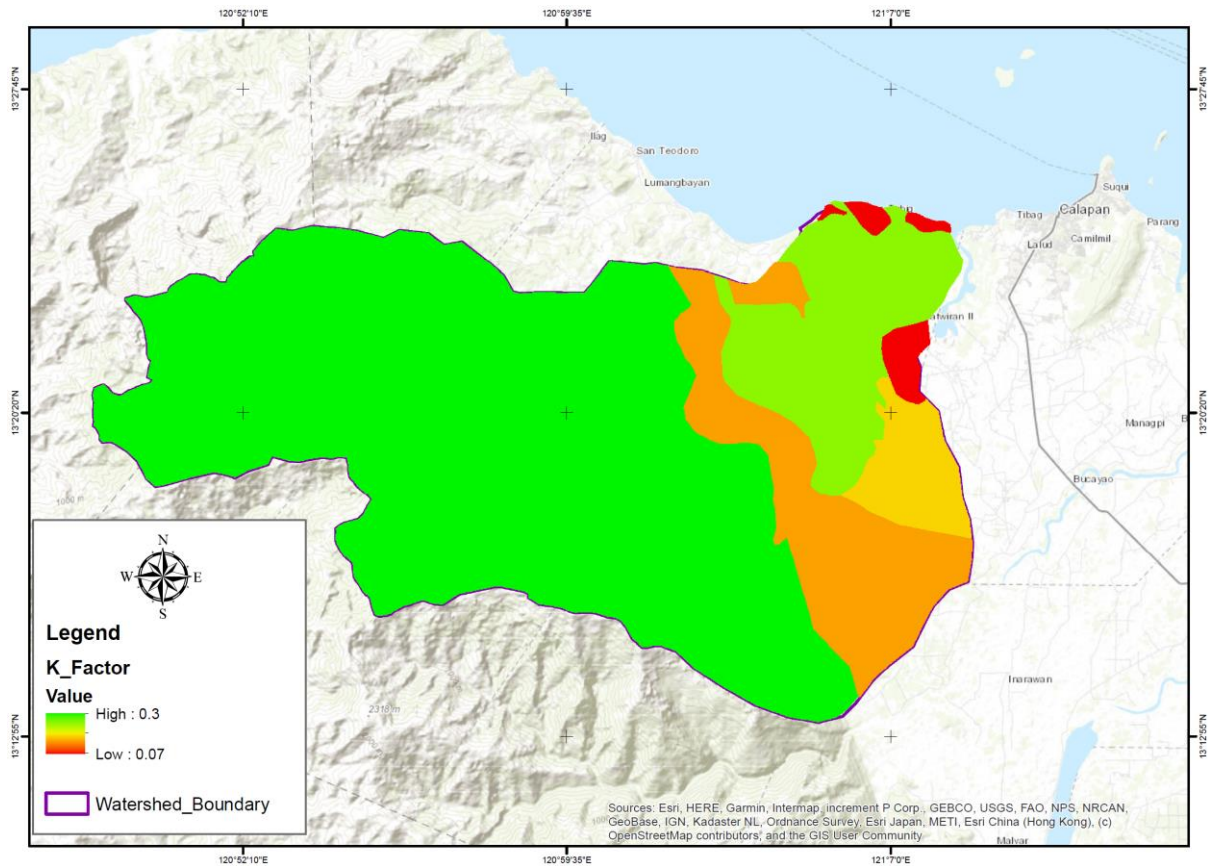 120°52'10"E
120°59'35"E
121°7'0"E
13°27'45"N
13°27'45"N
Ilag
San Teodoro
Lumangbayan
Suqui
Tibag
Calapan
Parang
Lalud
Camilmil
13°20'20"N
13°20'20"N
Managpi
B
Bucayao
1000 m
N
W
E
S
Legend
K_Factor
Value
High : 0.3
Low : 0.07
Watershed_Boundary
Inarawan
2318 m
13°12'55"N
13°12'55"N
Sources: Esri, HERE, Garmin, Intermap, increment P Corp., GEBCO, USGS, FAO, NPS, NRCAN,
GeoBase, IGN, Kadaster NL, Ordnance Survey, Esri Japan, METI, Esri China (Hong Kong), (c)
OpenStreetMap contributors, and the GIS User Community
Malvar
120°52'10"E
120°59'35"E
121°7'0"E